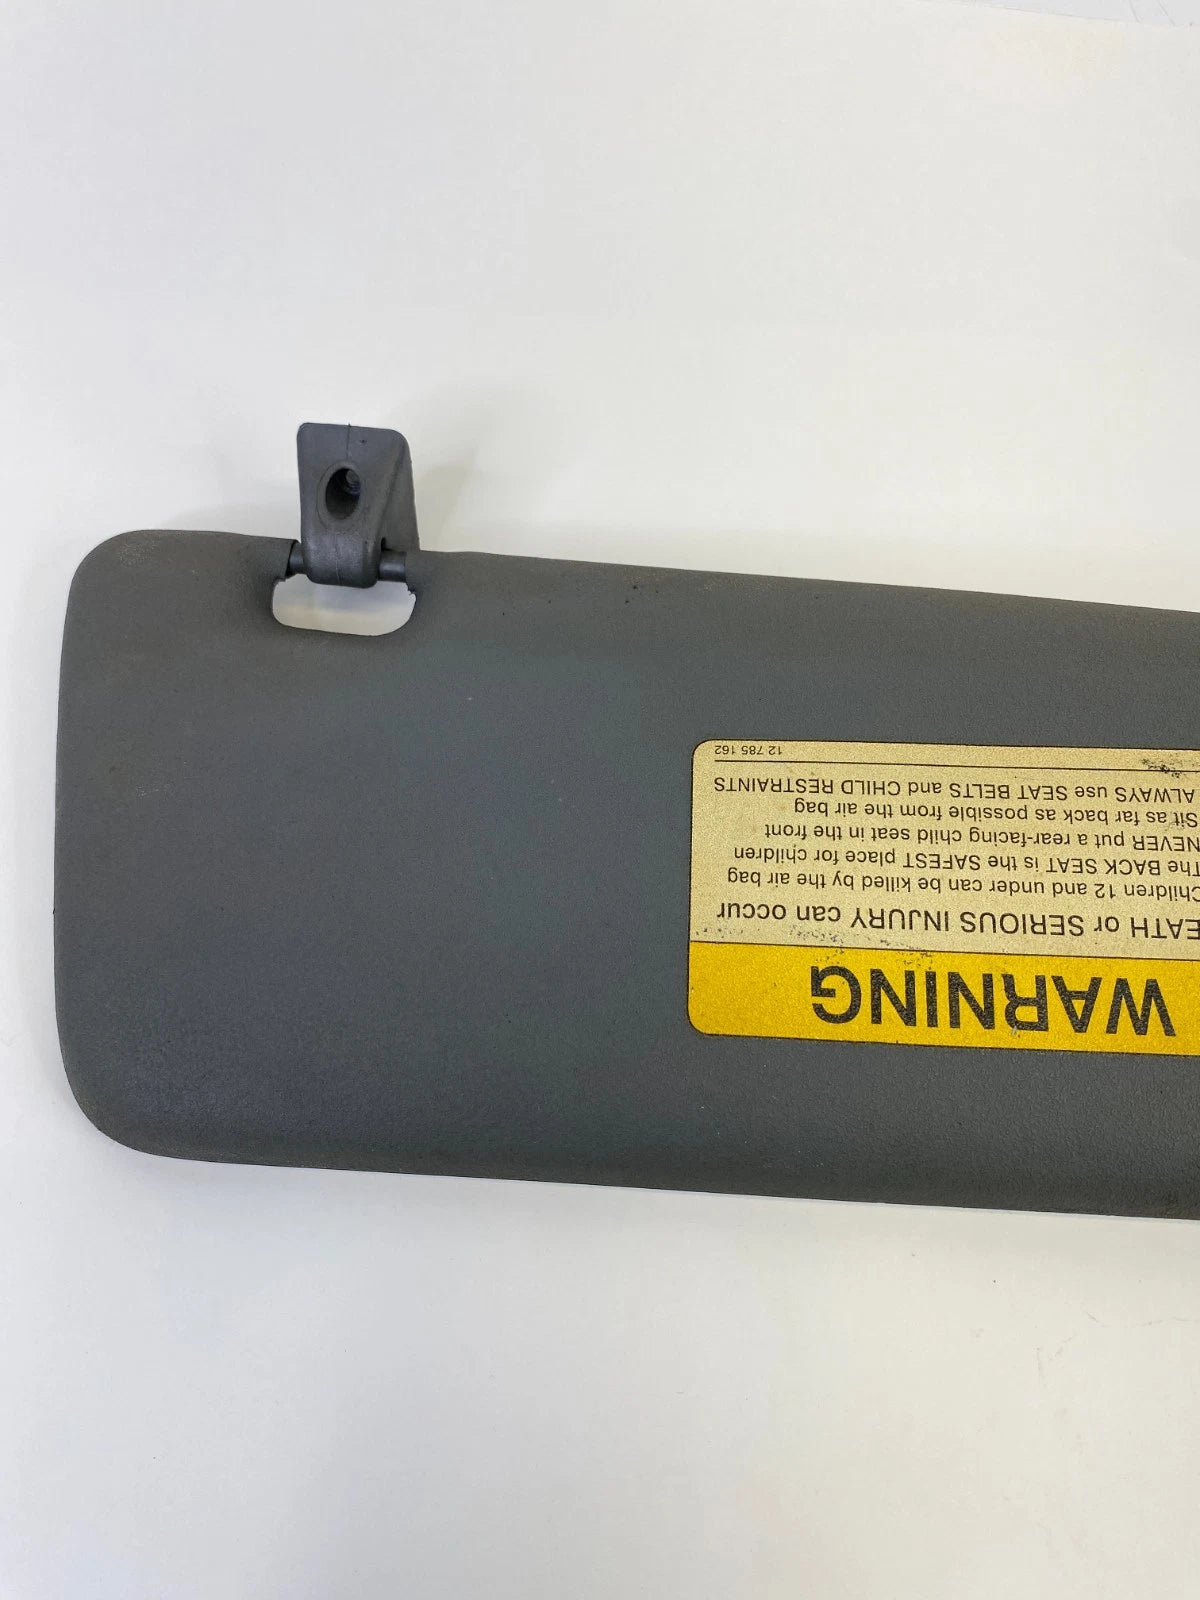 WARNING
EATH or SERIOUS INJURY can occur
Children 12 and under can be killed by the air bag
The BACK SEAT is the SAFEST place for children
NEVER put a rear-facing child seat in the front
Sit as far back as possible from the air bag
ALWAYS use SEAT BELTS and CHILD RESTRAINTS
12 785 162